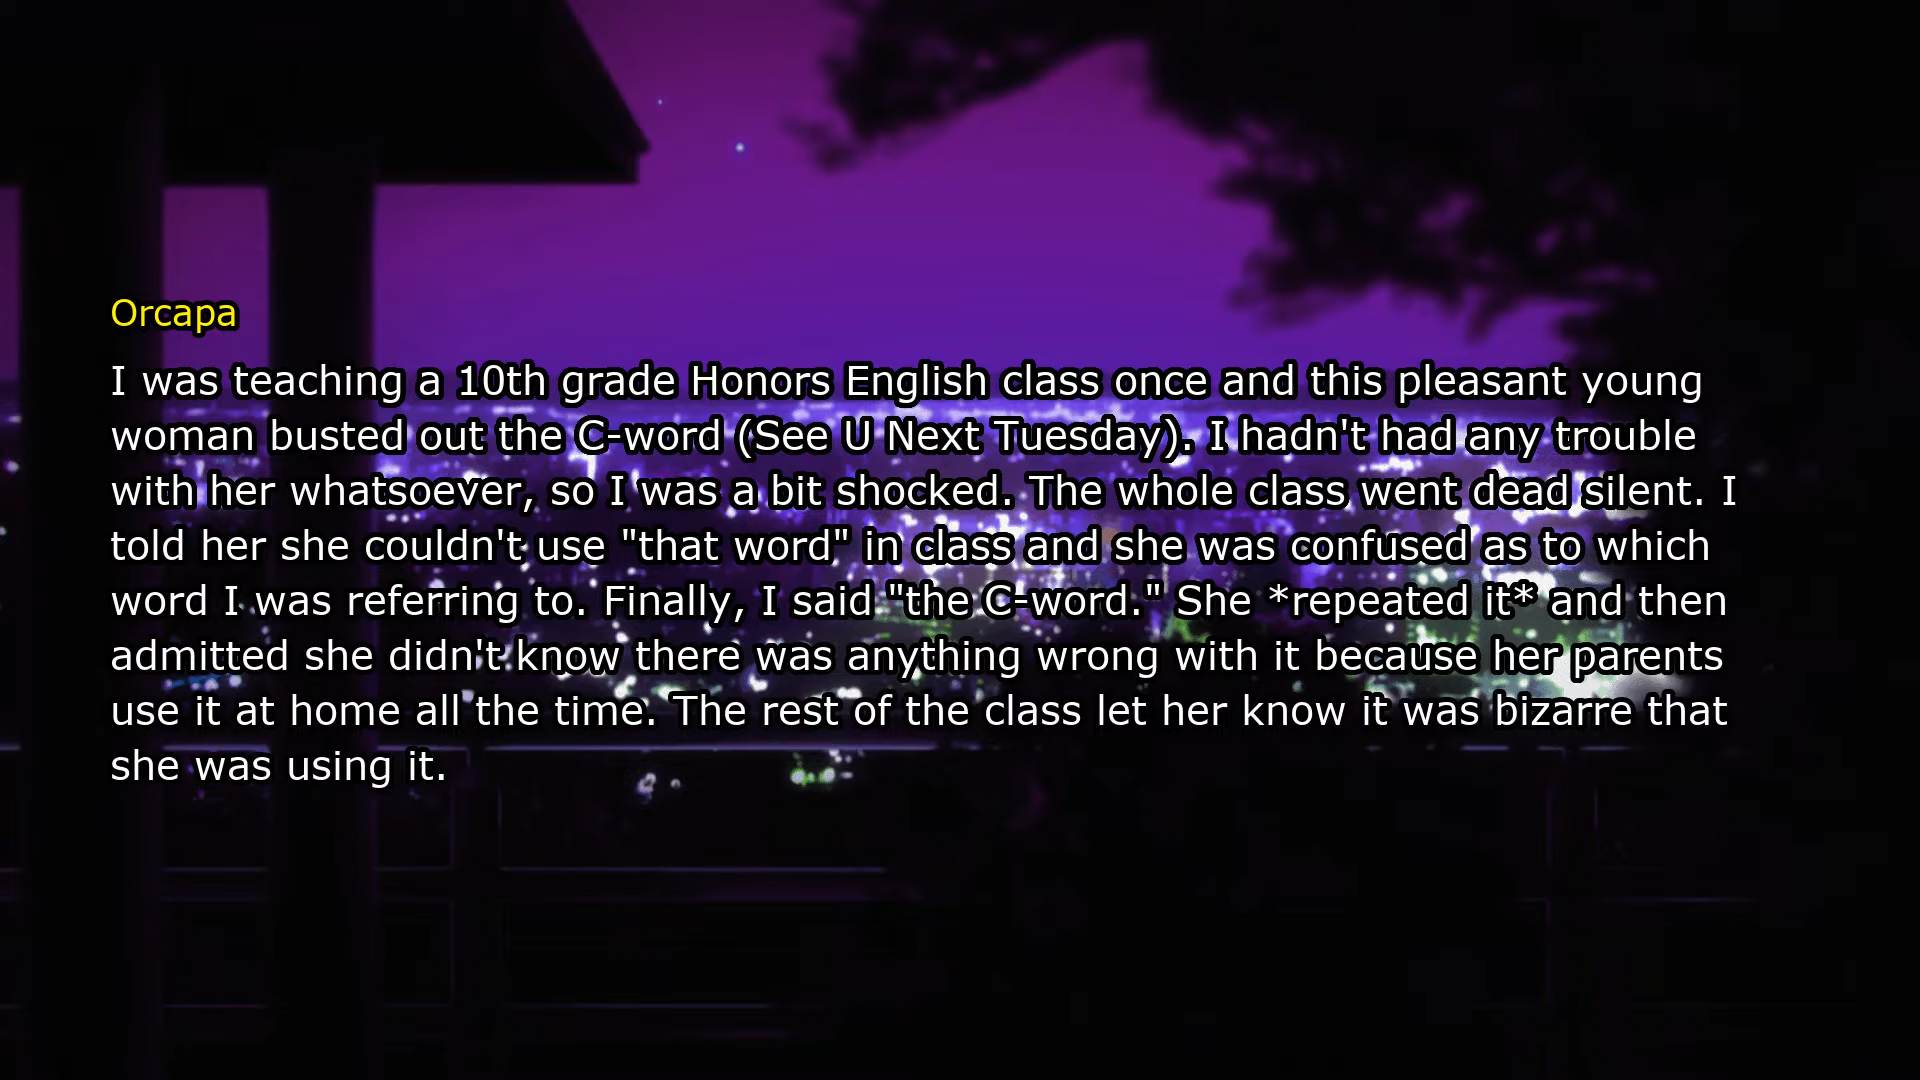 Orcapa
I was teaching a 10th grade Honors English class once and this pleasant young
woman busted out the C-word (See U Next Tuesday). I hadn't had any trouble
with her whatsoever, so I was a bit shocked. The whole class went dead silent. I
told her she couldn't use "that word" in class and she was confused as to which
word I was referring to. Finally, I said "the C-word." She *repeated it* and then
admitted she didn't know there was anything wrong with it because her parents
use it at home all the time. The rest of the class let her know it was bizarre that
she was using it.